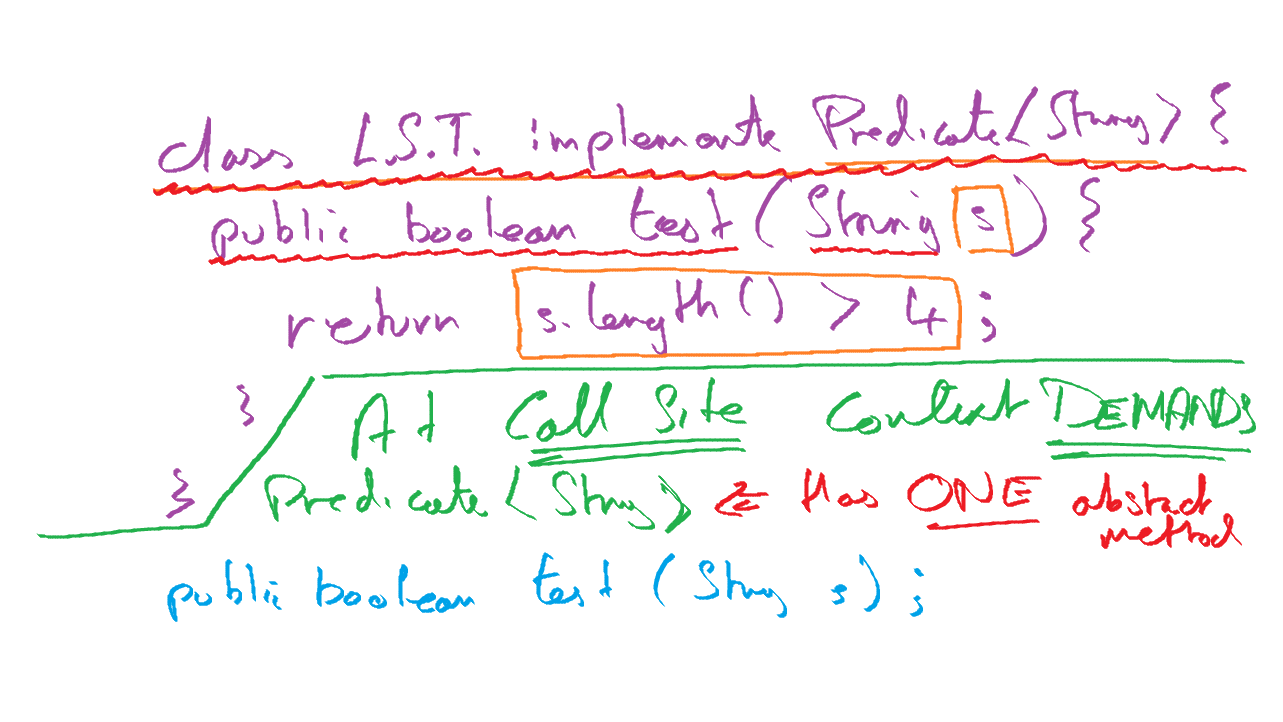 class L.S.T. implements Predicate<String> {
public boolean test (String s) {
return s.length() > 4 ;
}
At Call Site Context DEMANDS
}
Predicate <String> ⇐ Has ONE abstract method
public boolean test (String s) ;